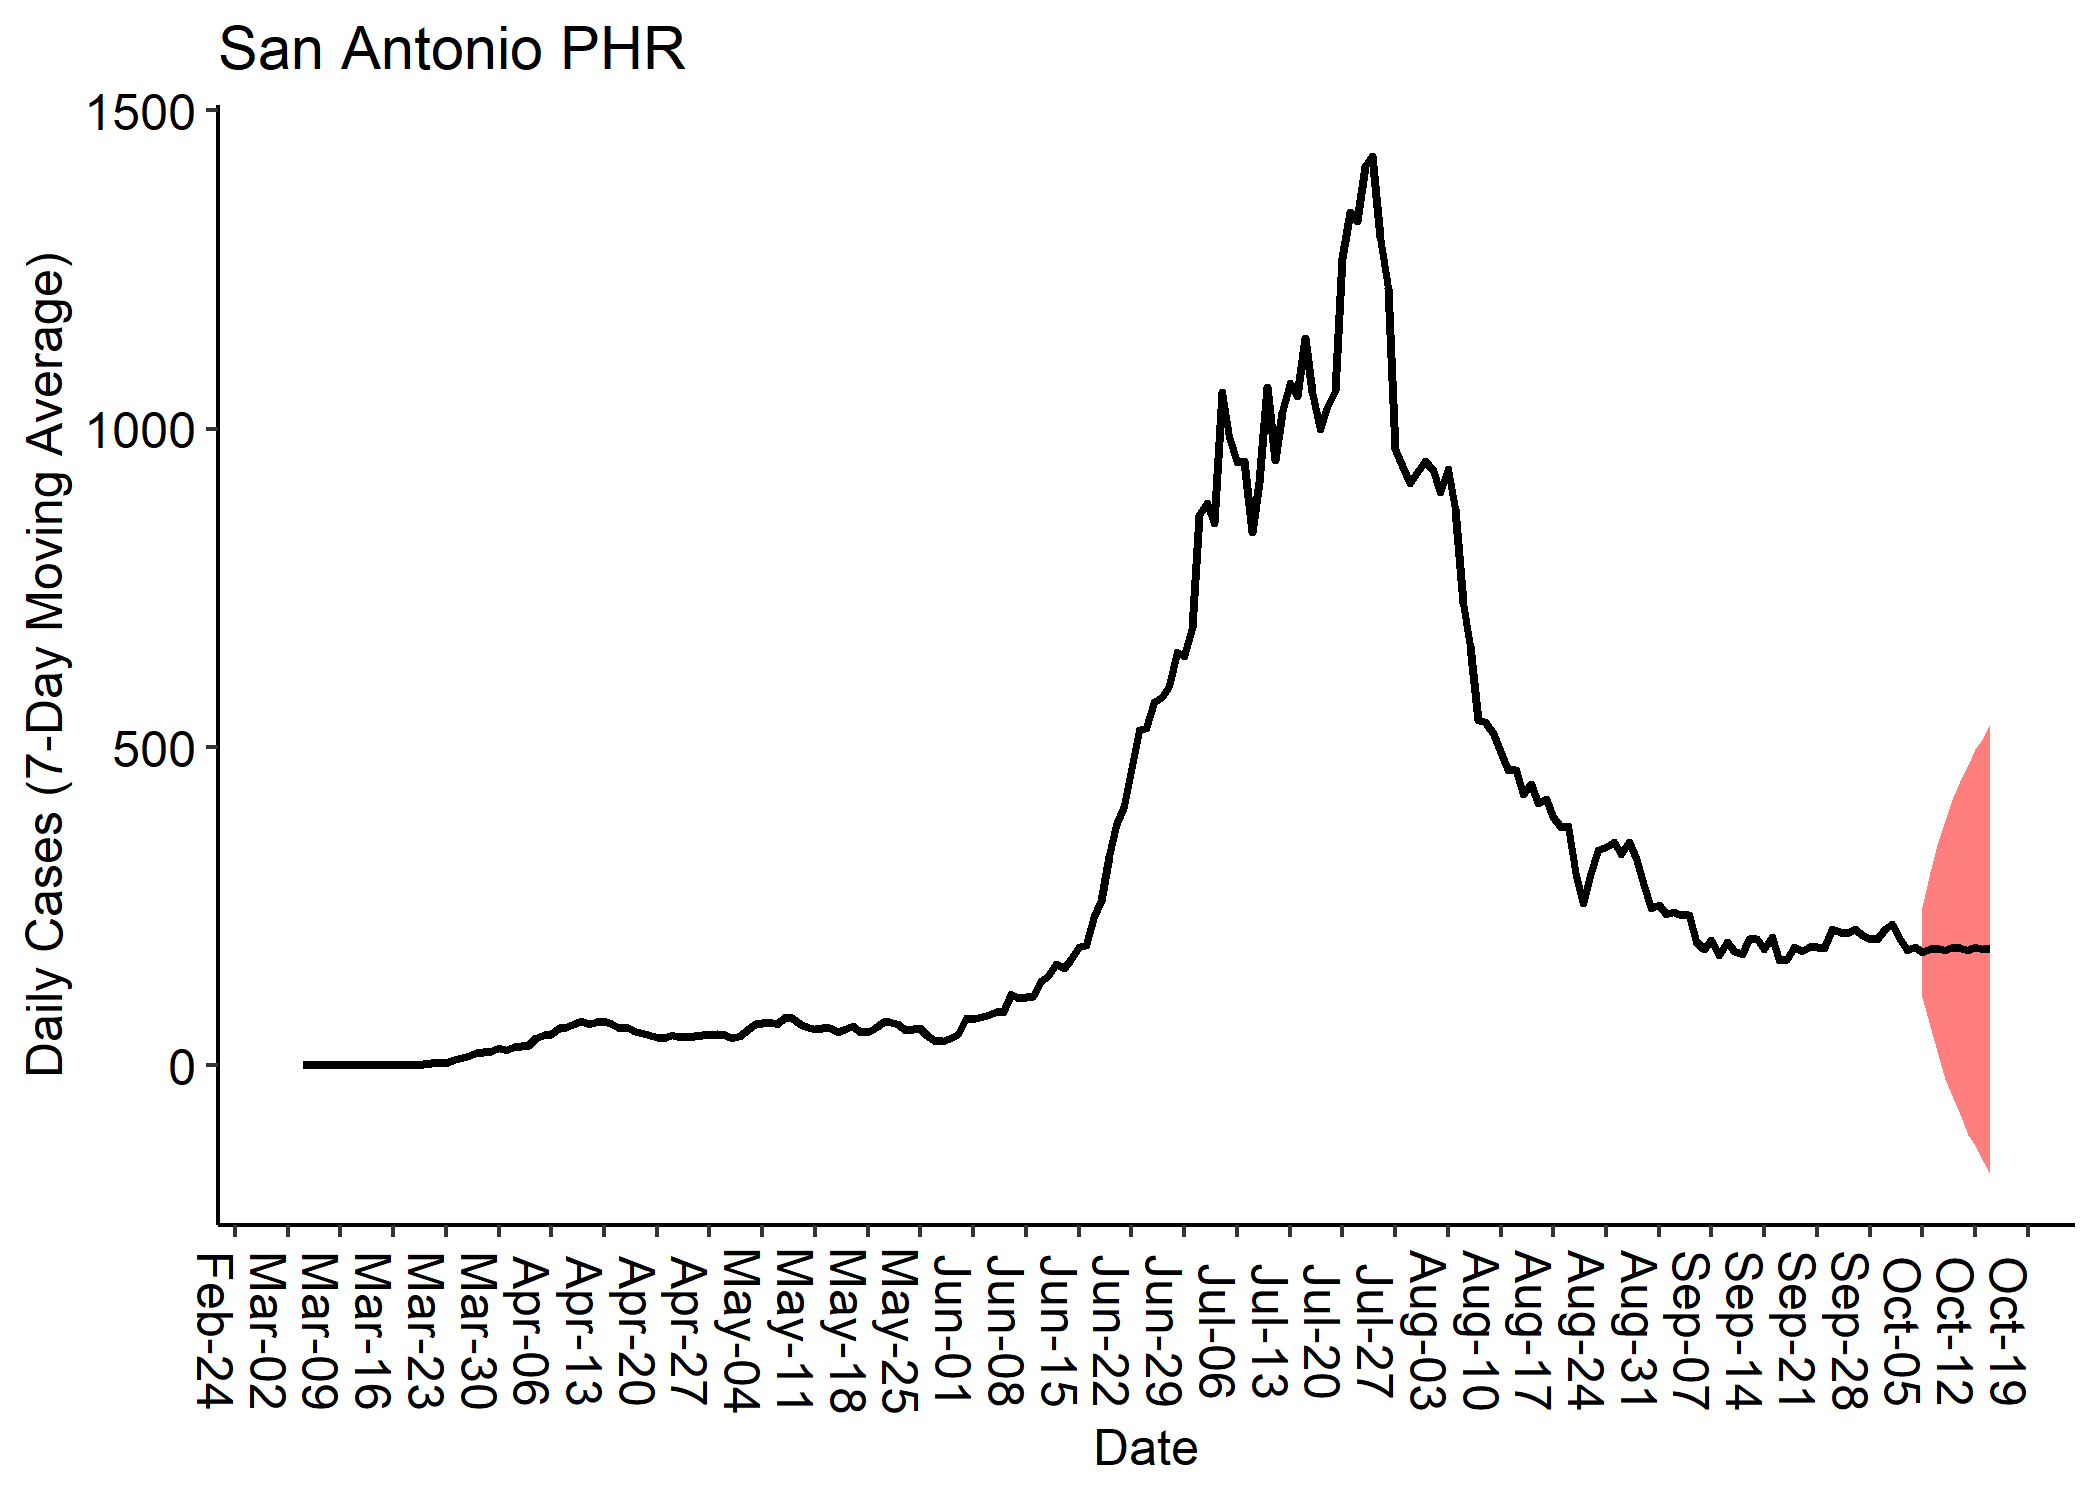 San Antonio PHR
Daily Cases (7-Day Moving Average)
1500
1000
500
0
Feb-24
Mar-02
Mar-09
Mar-16
Mar-23
Mar-30
Apr-06
Apr-13
Apr-20
Apr-27
May-04
May-11
May-18
May-25
Jun-01
Jun-08
Jun-15
Jun-22
Jun-29
Jul-06
Jul-13
Jul-20
Jul-27
Aug-03
Aug-10
Aug-17
Aug-24
Aug-31
Sep-07
Sep-14
Sep-21
Sep-28
Oct-05
Oct-12
Oct-19
Date